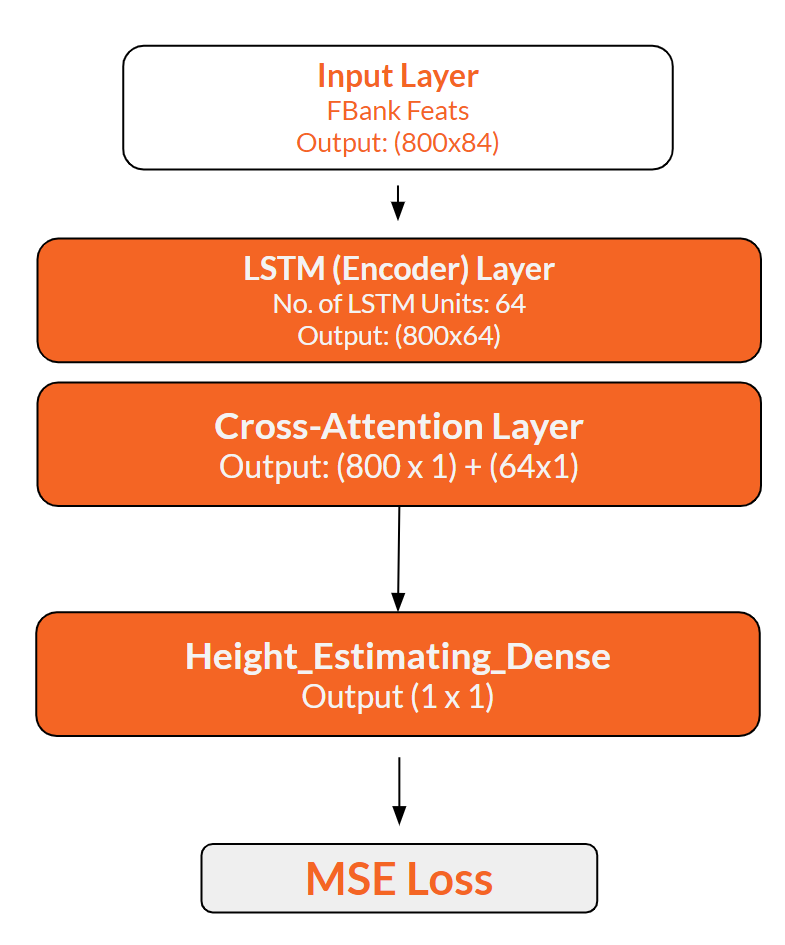 Input Layer
FBank Feats
Output: (800x84)
LSTM (Encoder) Layer
No. of LSTM Units: 64
Output: (800x64)
Cross-Attention Layer
Output: (800 x 1) + (64x1)
Height_Estimating_Dense
Output (1 x 1)
MSE Loss